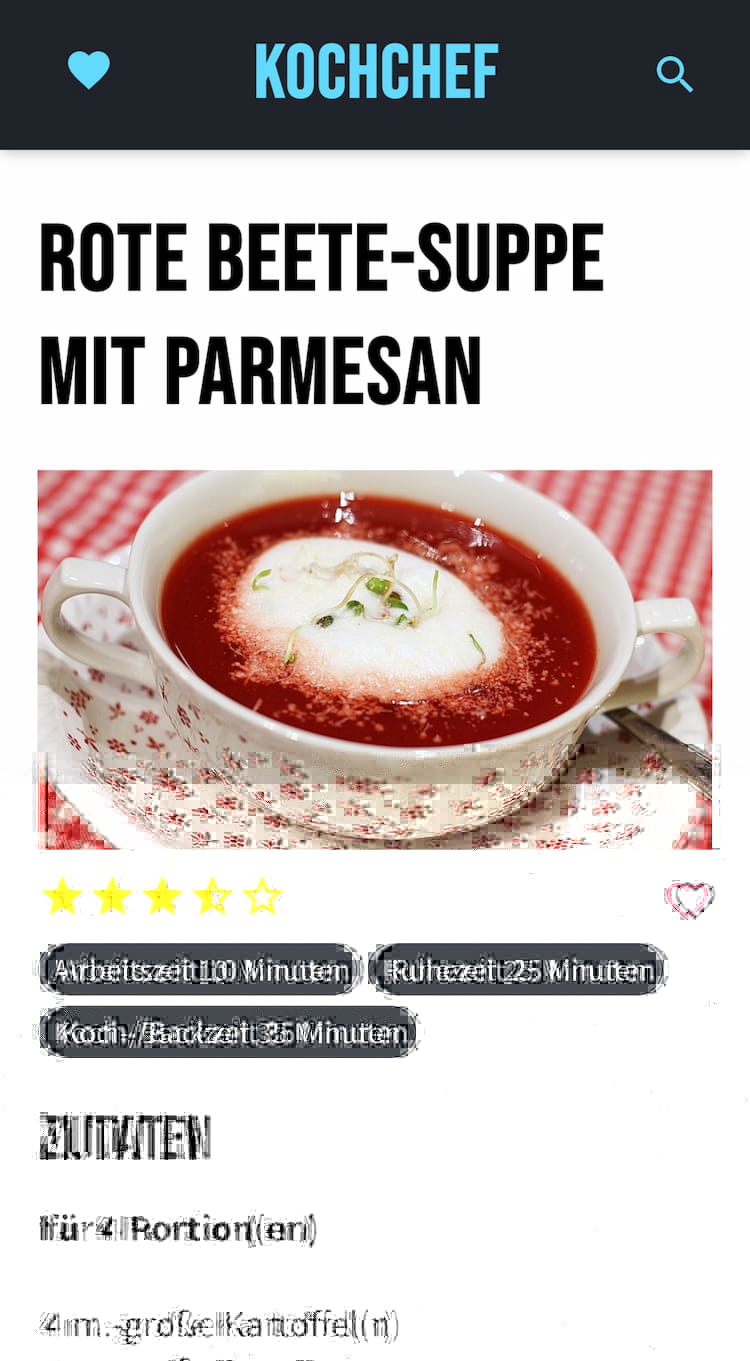 KOCHCHEF
ROTE BEETE-SUPPE
MIT PARMESAN
Arbeitszeit 10 Minuten Ruhezeit 25 Minuten
Koch-/Backzeit 35 Minuten
ZUTATEN
für 4 Portion(en)
4 m.-große Kartoffel(n)